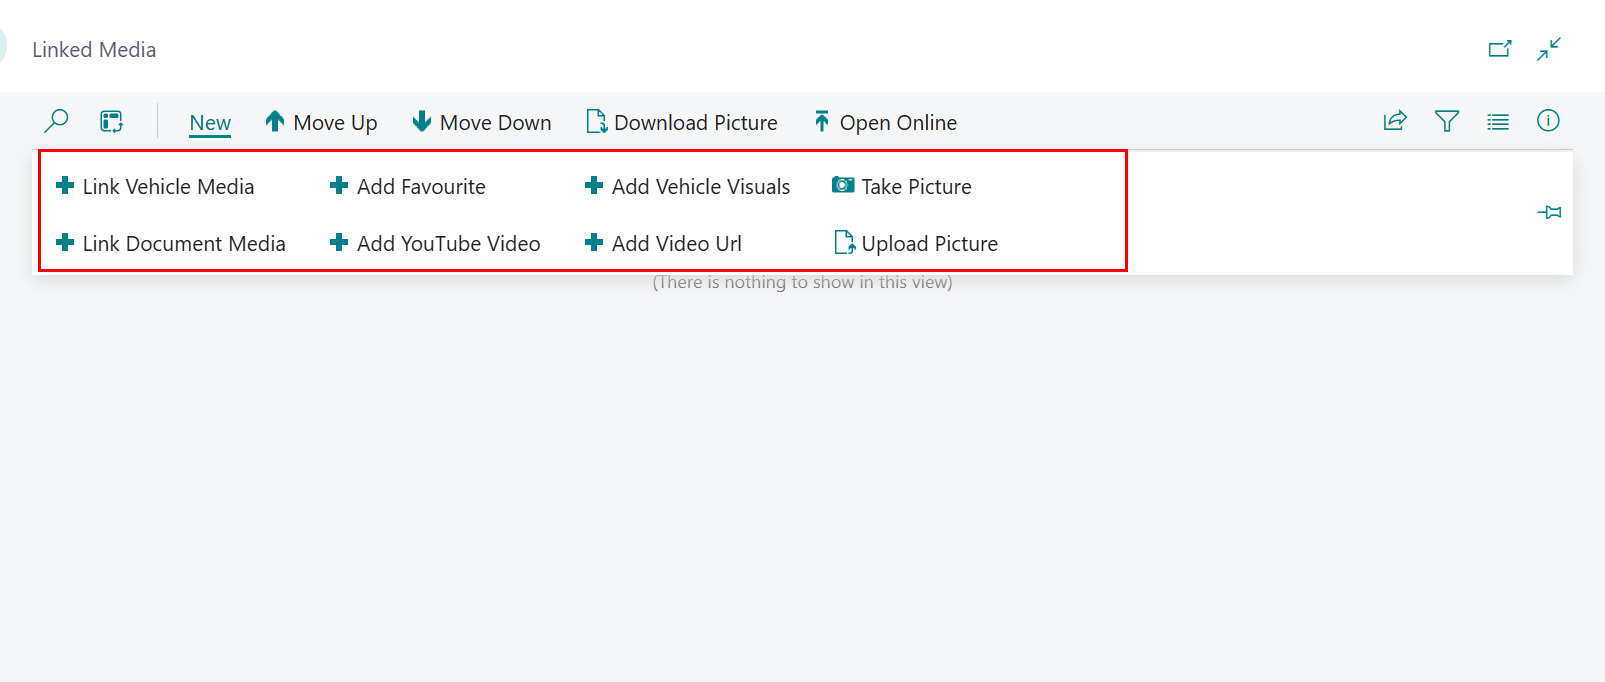 Linked Media
New Move Up Move Down Download Picture Open Online
Link Vehicle Media Add Favourite Add Vehicle Visuals Take Picture
Link Document Media Add YouTube Video Add Video Url Upload Picture
(There is nothing to show in this view)